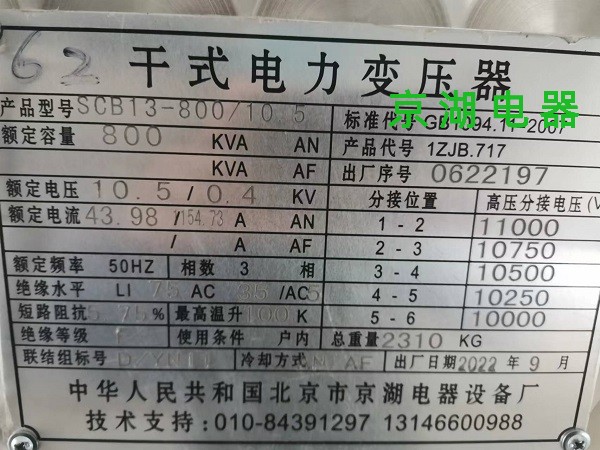 62 干式电力变压器
京湖电器
产品型号 SCB13-800/10.5 标准代号 GB1094.11-2007
额定容量 800 KVA AN 产品代号 1ZJB.717
KVA AF 出厂序号 0622197
额定电压 10.5/0.4 KV 分接位置 高压分接电压(V
额定电流 43.98/154.73 A AN 1-2 11000
/ A AF 2-3 10750
额定频率 50HZ 相数 3 相 3-4 10500
绝缘水平 LI 75 AC 35/AC5 4-5 10250
短路阻抗 5.75% 最高温升 100 K 5-6 10000
绝缘等级 使用条件 户内 总重量 2310 KG
联结组标号 D YN11 冷却方式 AF 出厂日期 2022 年 9 月
中华人民共和国北京市京湖电器设备厂
技术支持:010-84391297 13146600988